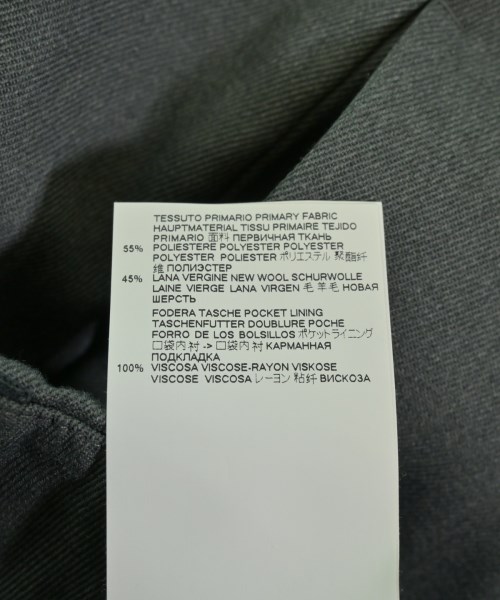 TESSUTO PRIMARIO PRIMARY FABRIC
HAUPTMATERIAL TISSU PRIMAIRE TEJIDO
PRIMARIO 面料 ПЕРВИЧНАЯ ТКАНЬ
55% POLIESTERE POLYESTER POLYESTER
POLYESTER POLIESTER ポリエステル 聚酯纤
维 ПОЛИЭСТЕР
45% LANA VERGINE NEW WOOL SCHURWOLLE
LAINE VIERGE LANA VIRGEN 毛 羊毛 НОВАЯ
ШЕРСТЬ
FODERA TASCHE POCKET LINING
TASCHENFUTTER DOUBLURE POCHE
FORRO DE LOS BOLSILLOS ポケットライニング
口袋内衬 -> 口袋内衬 КАРМАННАЯ
ПОДКЛАДКА
100% VISCOSA VISCOSE-RAYON VISKOSE
VISCOSE VISCOSA レーヨン 粘纤 ВИСКОЗА